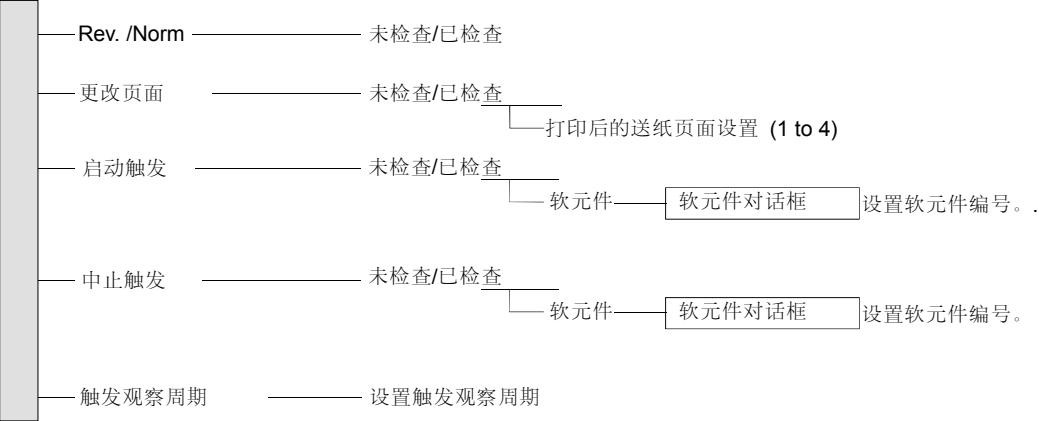 Rev. /Norm 未检查/已检查
更改页面 未检查/已检查
打印后的送纸页面设置 (1 to 4)
启动触发 未检查/已检查
软元件 软元件对话框 设置软元件编号。.
中止触发 未检查/已检查
软元件 软元件对话框 设置软元件编号。
触发观察周期 设置触发观察周期